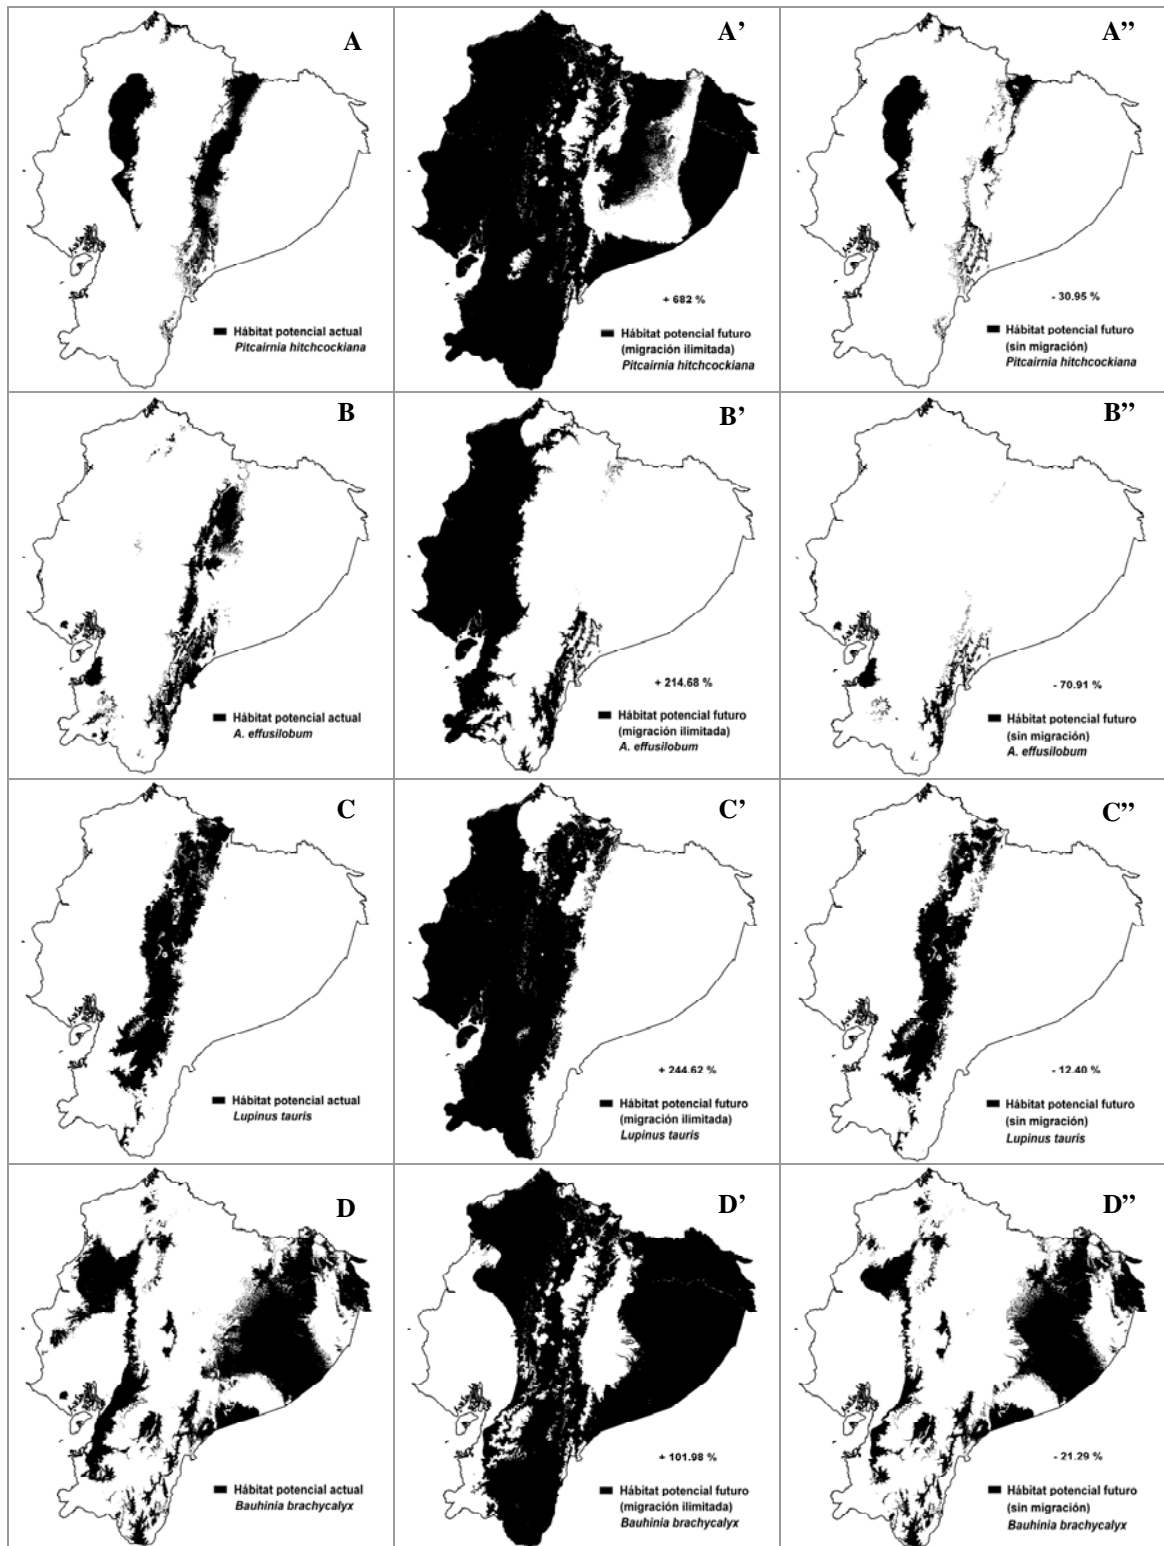 A
Hábitat potencial actual
Pitcairnia hitchcockiana
A’
+ 682 %
Hábitat potencial futuro
(migración ilimitada)
Pitcairnia hitchcockiana
A”
- 30.95 %
Hábitat potencial futuro
(sin migración)
Pitcairnia hitchcockiana
B
Hábitat potencial actual
A. effusilobum
B’
+ 214.68 %
Hábitat potencial futuro
(migración ilimitada)
A. effusilobum
B”
- 70.91 %
Hábitat potencial futuro
(sin migración)
A. effusilobum
C
Hábitat potencial actual
Lupinus tauris
C’
+ 244.62 %
Hábitat potencial futuro
(migración ilimitada)
Lupinus tauris
C”
- 12.40 %
Hábitat potencial futuro
(sin migración)
Lupinus tauris
D
Hábitat potencial actual
Bauhinia brachycalyx
D’
+ 101.98 %
Hábitat potencial futuro
(migración ilimitada)
Bauhinia brachycalyx
D”
- 21.29 %
Hábitat potencial futuro
(sin migración)
Bauhinia brachycalyx